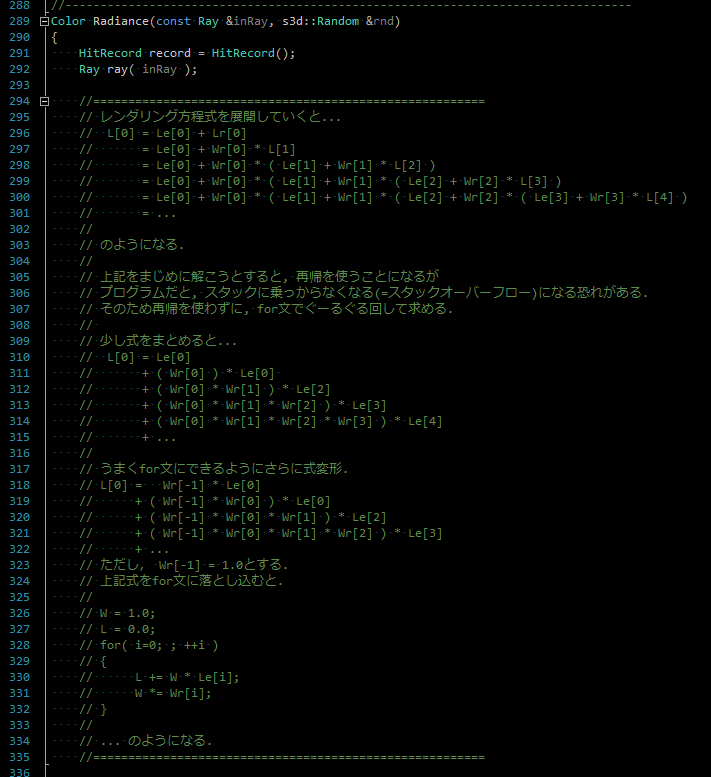 288 //---------------------------------------------------------------------------------
289 Color Radiance(const Ray &inRay, s3d::Random &rnd)
290 {
291     HitRecord record = HitRecord();
292     Ray ray( inRay );
293
294     //========================================================
295     // レンダリング方程式を展開していくと...
296     //  L[0] = Le[0] + Lr[0]
297     //       = Le[0] + Wr[0] * L[1]
298     //       = Le[0] + Wr[0] * ( Le[1] + Wr[1] * L[2] )
299     //       = Le[0] + Wr[0] * ( Le[1] + Wr[1] * ( Le[2] + Wr[2] * L[3] )
300     //       = Le[0] + Wr[0] * ( Le[1] + Wr[1] * ( Le[2] + Wr[2] * ( Le[3] + Wr[3] * L[4] )
301     //       = ...
302     //
303     // のようになる.
304     //
305     // 上記をまじめに解こうとすると, 再帰を使うことになるが
306     // プログラムだと, スタックに乗っからなくなる(=スタックオーバーフロー)になる恐れがある.
307     // そのため再帰を使わずに, for文でぐーるぐる回して求める.
308     //
309     // 少し式をまとめると...
310     //  L[0] = Le[0]
311     //       + ( Wr[0] ) * Le[0]
312     //       + ( Wr[0] * Wr[1] ) * Le[2]
313     //       + ( Wr[0] * Wr[1] * Wr[2] ) * Le[3]
314     //       + ( Wr[0] * Wr[1] * Wr[2] * Wr[3] ) * Le[4]
315     //       + ...
316     //
317     // うまくfor文にできるようにさらに式変形.
318     // L[0] =   Wr[-1] * Le[0]
319     //      + ( Wr[-1] * Wr[0] ) * Le[0]
320     //      + ( Wr[-1] * Wr[0] * Wr[1] ) * Le[2]
321     //      + ( Wr[-1] * Wr[0] * Wr[1] * Wr[2] ) * Le[3]
322     //      + ...
323     // ただし, Wr[-1] = 1.0とする.
324     // 上記式をfor文に落とし込むと.
325     //
326     // W = 1.0;
327     // L = 0.0;
328     // for( i=0; ; ++i )
329     // {
330     //      L += W * Le[i];
331     //      W *= Wr[i];
332     // }
333     //
334     // ... のようになる.
335     //========================================================
336